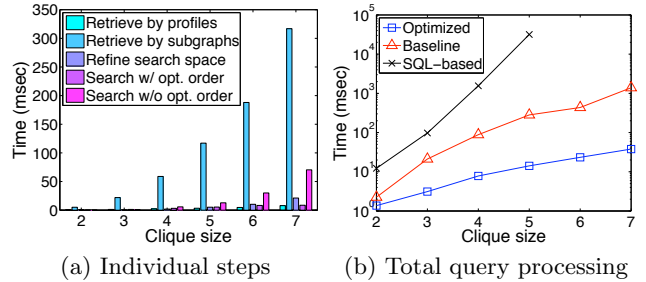 350
300
250
200
150
100
50
0
Time (msec)
Retrieve by profiles
Retrieve by subgraphs
Refine search space
Search w/ opt. order
Search w/o opt. order
2 3 4 5 6 7
Clique size
(a) Individual steps
10^5
10^4
10^3
10^2
10^1
10^0
Time (msec)
Optimized
Baseline
SQL−based
2 3 4 5 6 7
Clique size
(b) Total query processing